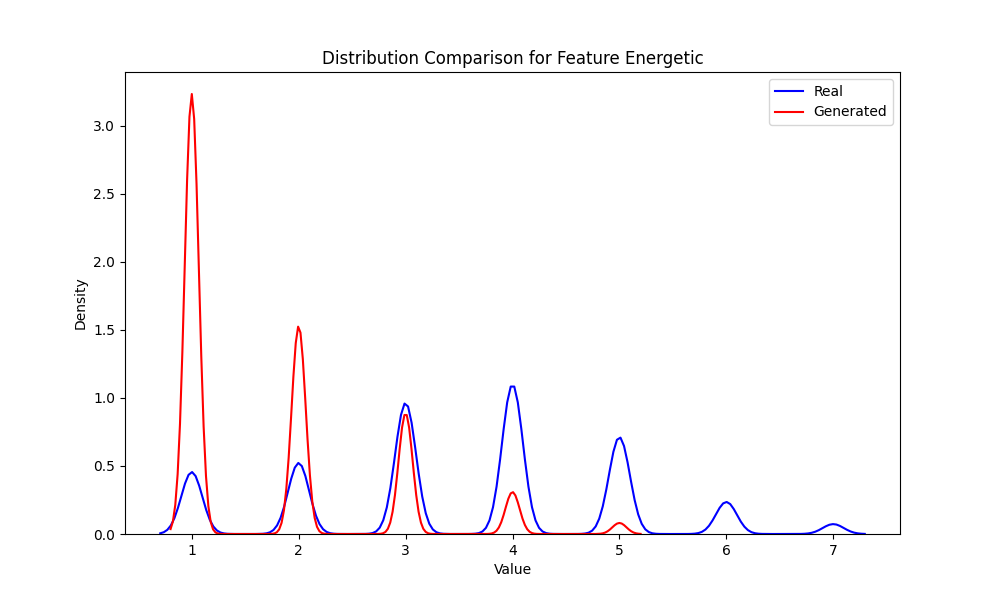 Distribution Comparison for Feature Energetic
Real
Generated
3.0
2.5
2.0
1.5
1.0
0.5
0.0
Density
1 2 3 4 5 6 7
Value